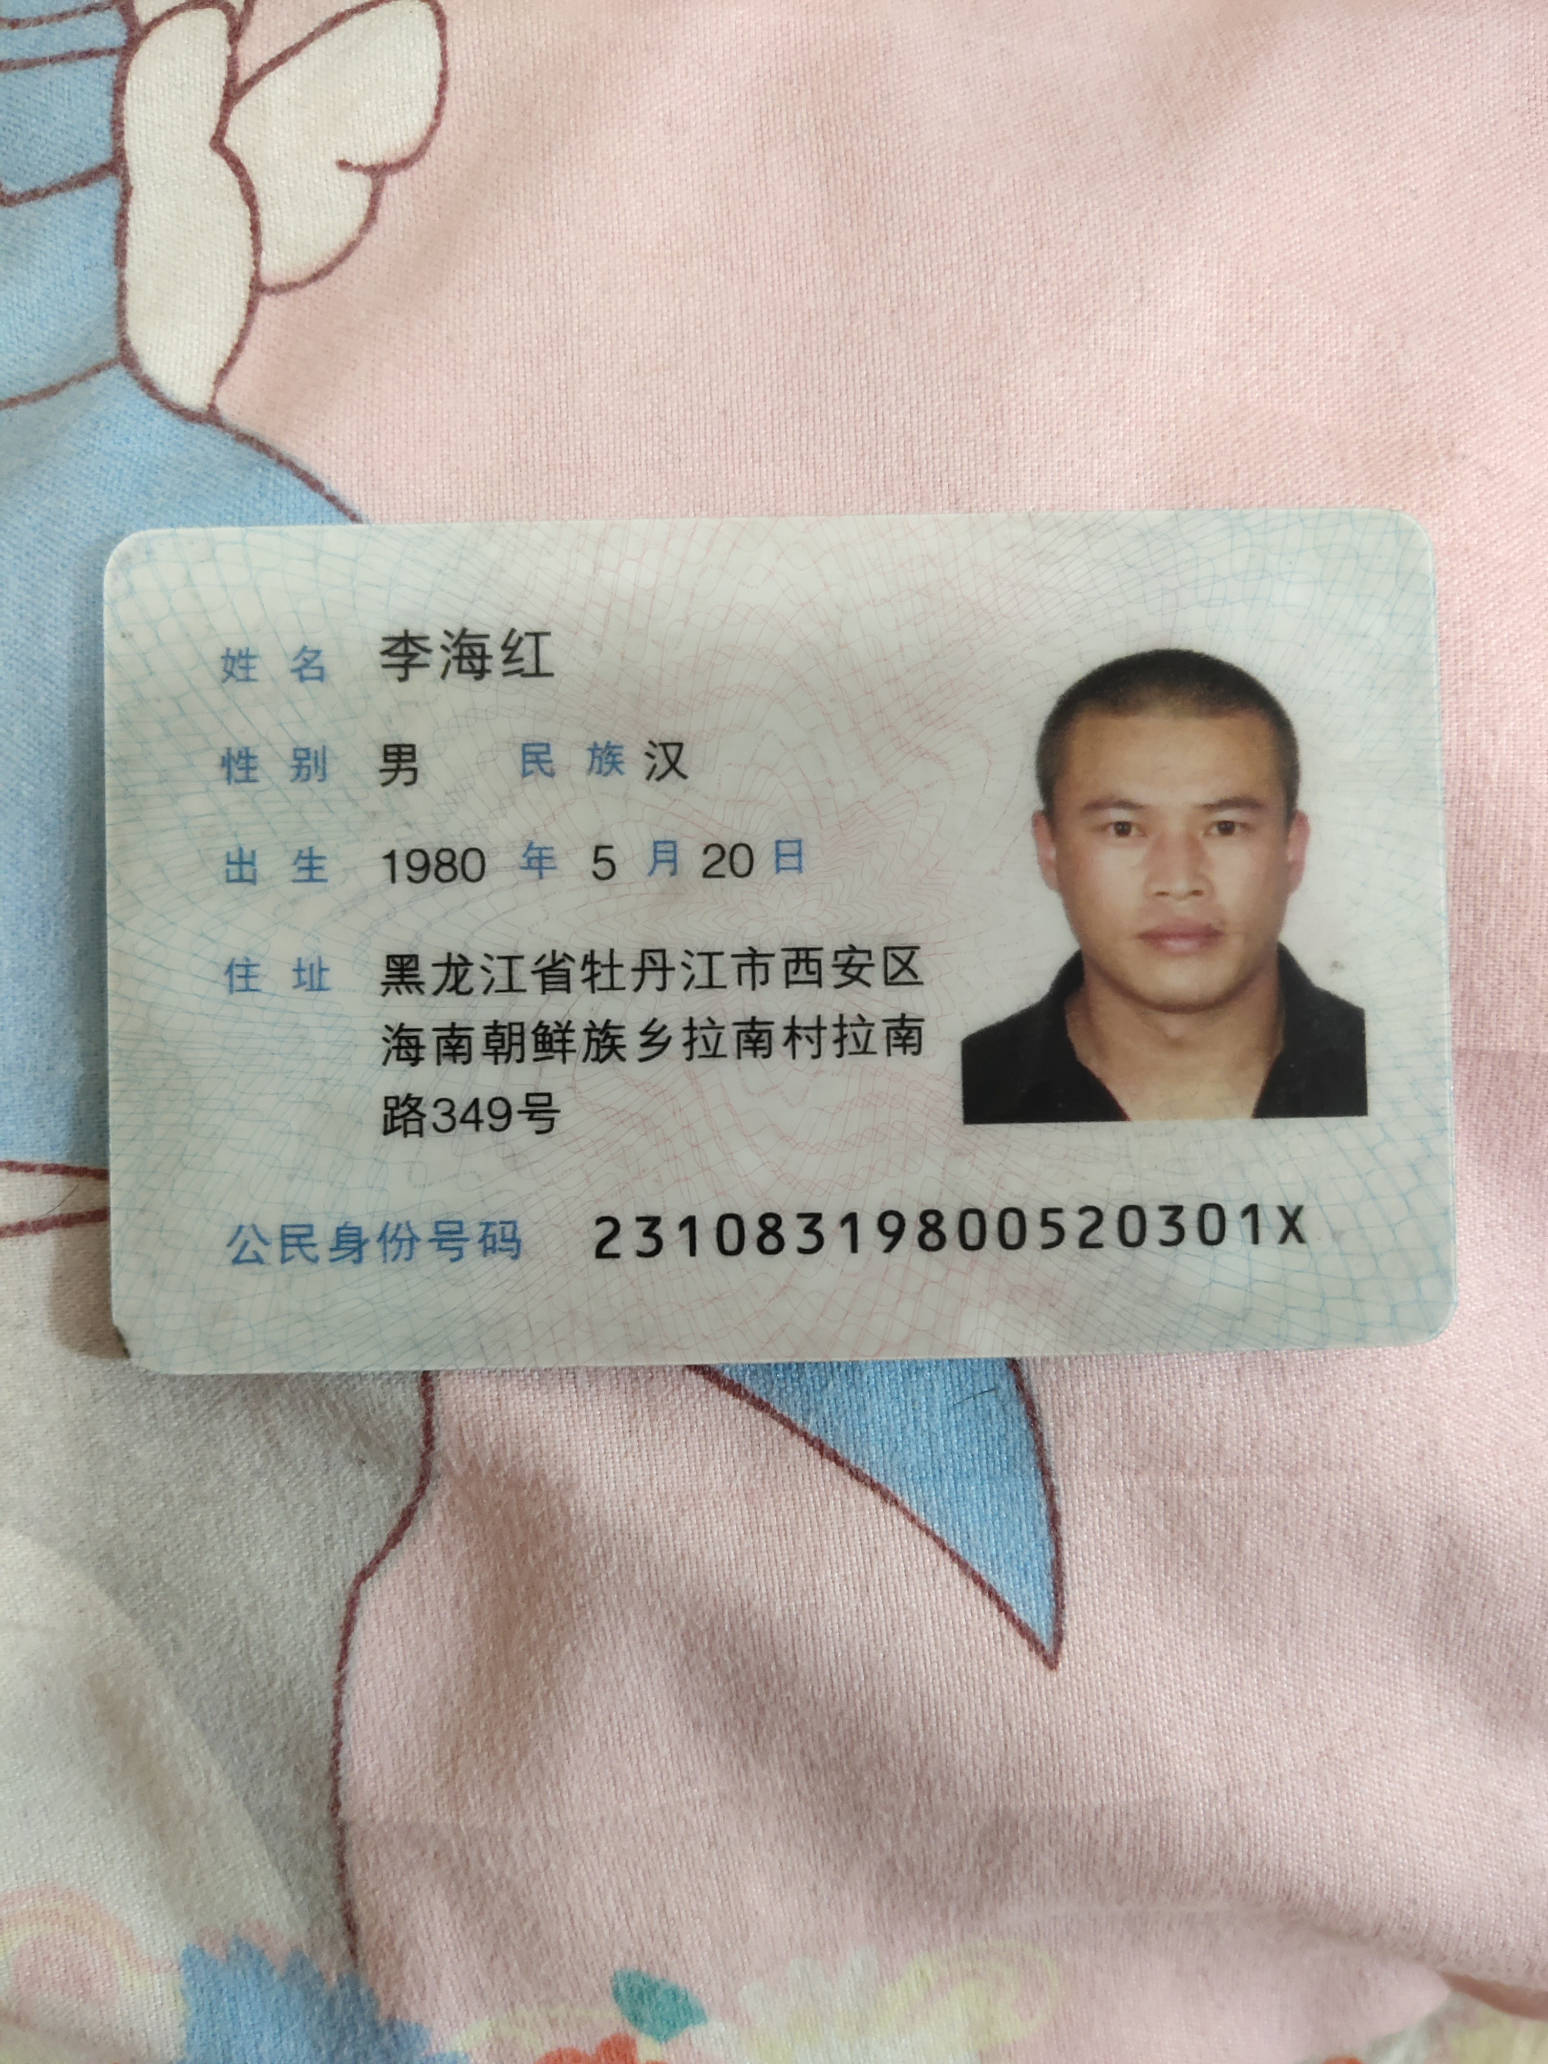 姓名 李海红
性别 男 民族 汉
出生 1980 年 5 月 20 日
住址 黑龙江省牡丹江市西安区
海南朝鲜族乡拉南村拉南
路349号
公民身份号码 23108319800520301X